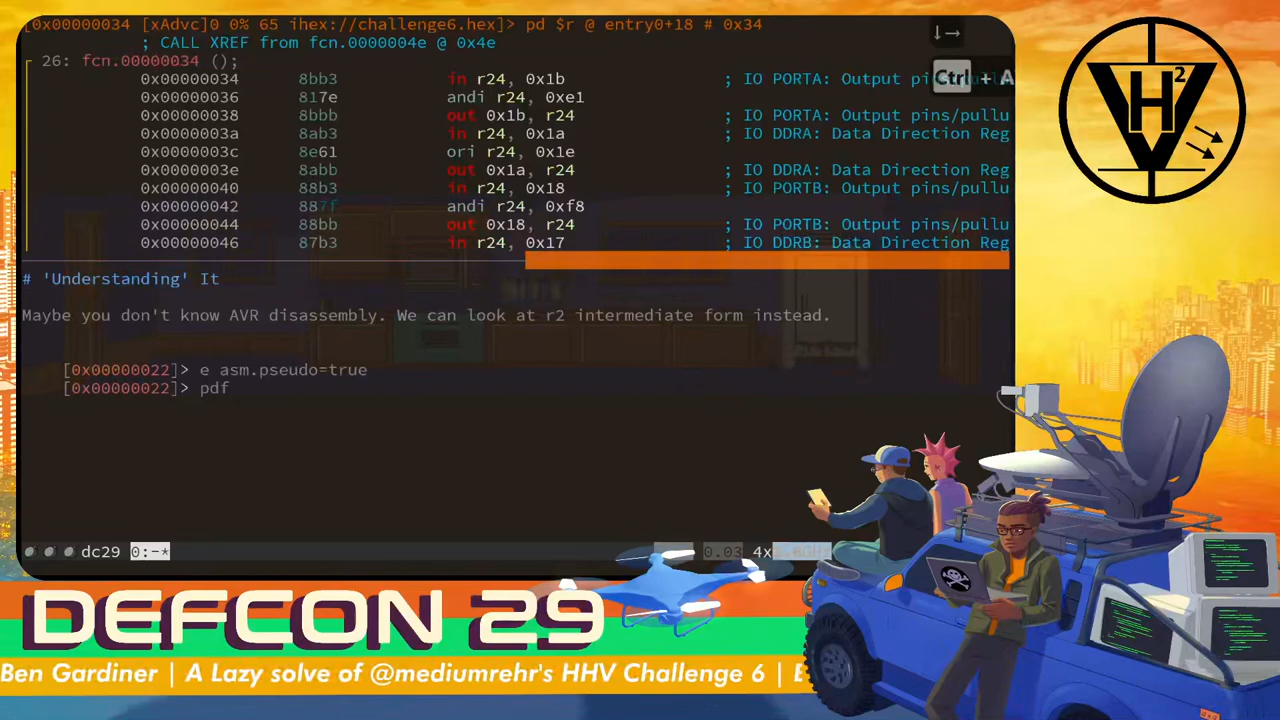 [0x00000034 [xAdvc]0 0% 65 ihex://challenge6.hex]> pd $r @ entry0+18 # 0x34
; CALL XREF from fcn.0000004e @ 0x4e
26: fcn.00000034 ();
0x00000034 8bb3 in r24, 0x1b ; IO PORTA: Output pi
0x00000036 817e andi r24, 0xe1
0x00000038 8bbb out 0x1b, r24 ; IO PORTA: Output pins/pullu
0x0000003a 8ab3 in r24, 0x1a ; IO DDRA: Data Direction Reg
0x0000003c 8e61 ori r24, 0x1e
0x0000003e 8abb out 0x1a, r24 ; IO DDRA: Data Direction Reg
0x00000040 88b3 in r24, 0x18 ; IO PORTB: Output pins/pullu
0x00000042 887f andi r24, 0xf8
0x00000044 88bb out 0x18, r24 ; IO PORTB: Output pins/pullu
0x00000046 87b3 in r24, 0x17 ; IO DDRB: Data Direction Reg
↓→
Ctrl + A
# 'Understanding' It
Maybe you don't know AVR disassembly. We can look at r2 intermediate form instead.
[0x00000022]> e asm.pseudo=true
[0x00000022]> pdf
dc29 0:-* 0.03 4x
H2V
DEFCON 29
Ben Gardiner | A Lazy solve of @mediumrehr's HHV Challenge 6 |